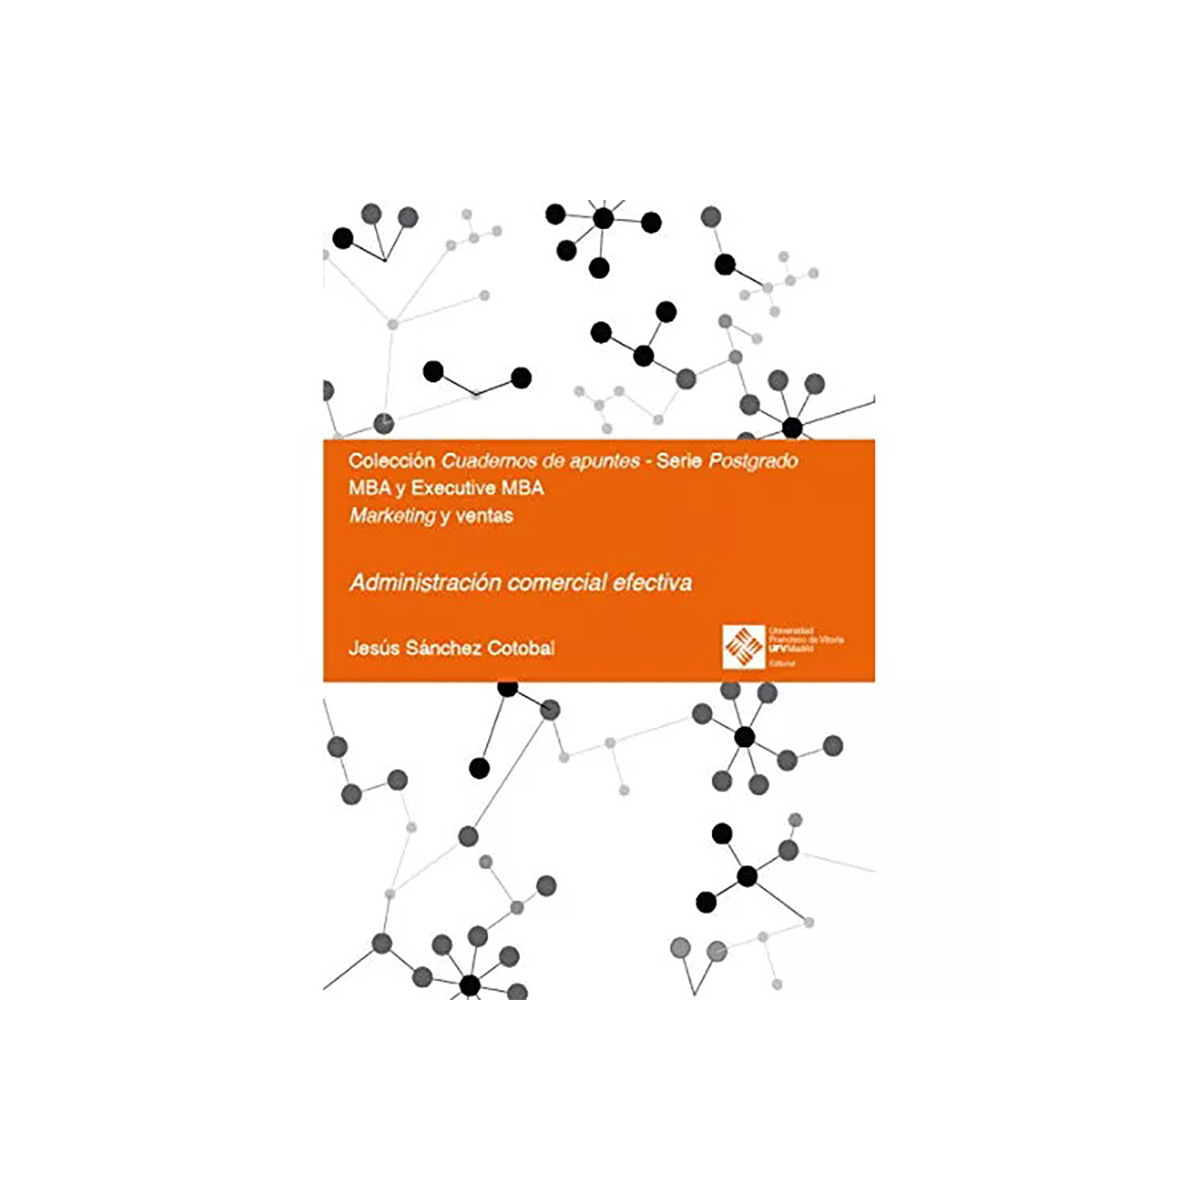 Colección Cuadernos de apuntes - Serie Postgrado
MBA y Executive MBA
Marketing y ventas
Administración comercial efectiva
Jesús Sánchez Cotobal
Universidad
Francisco de Vitoria
UFV Madrid
Editorial